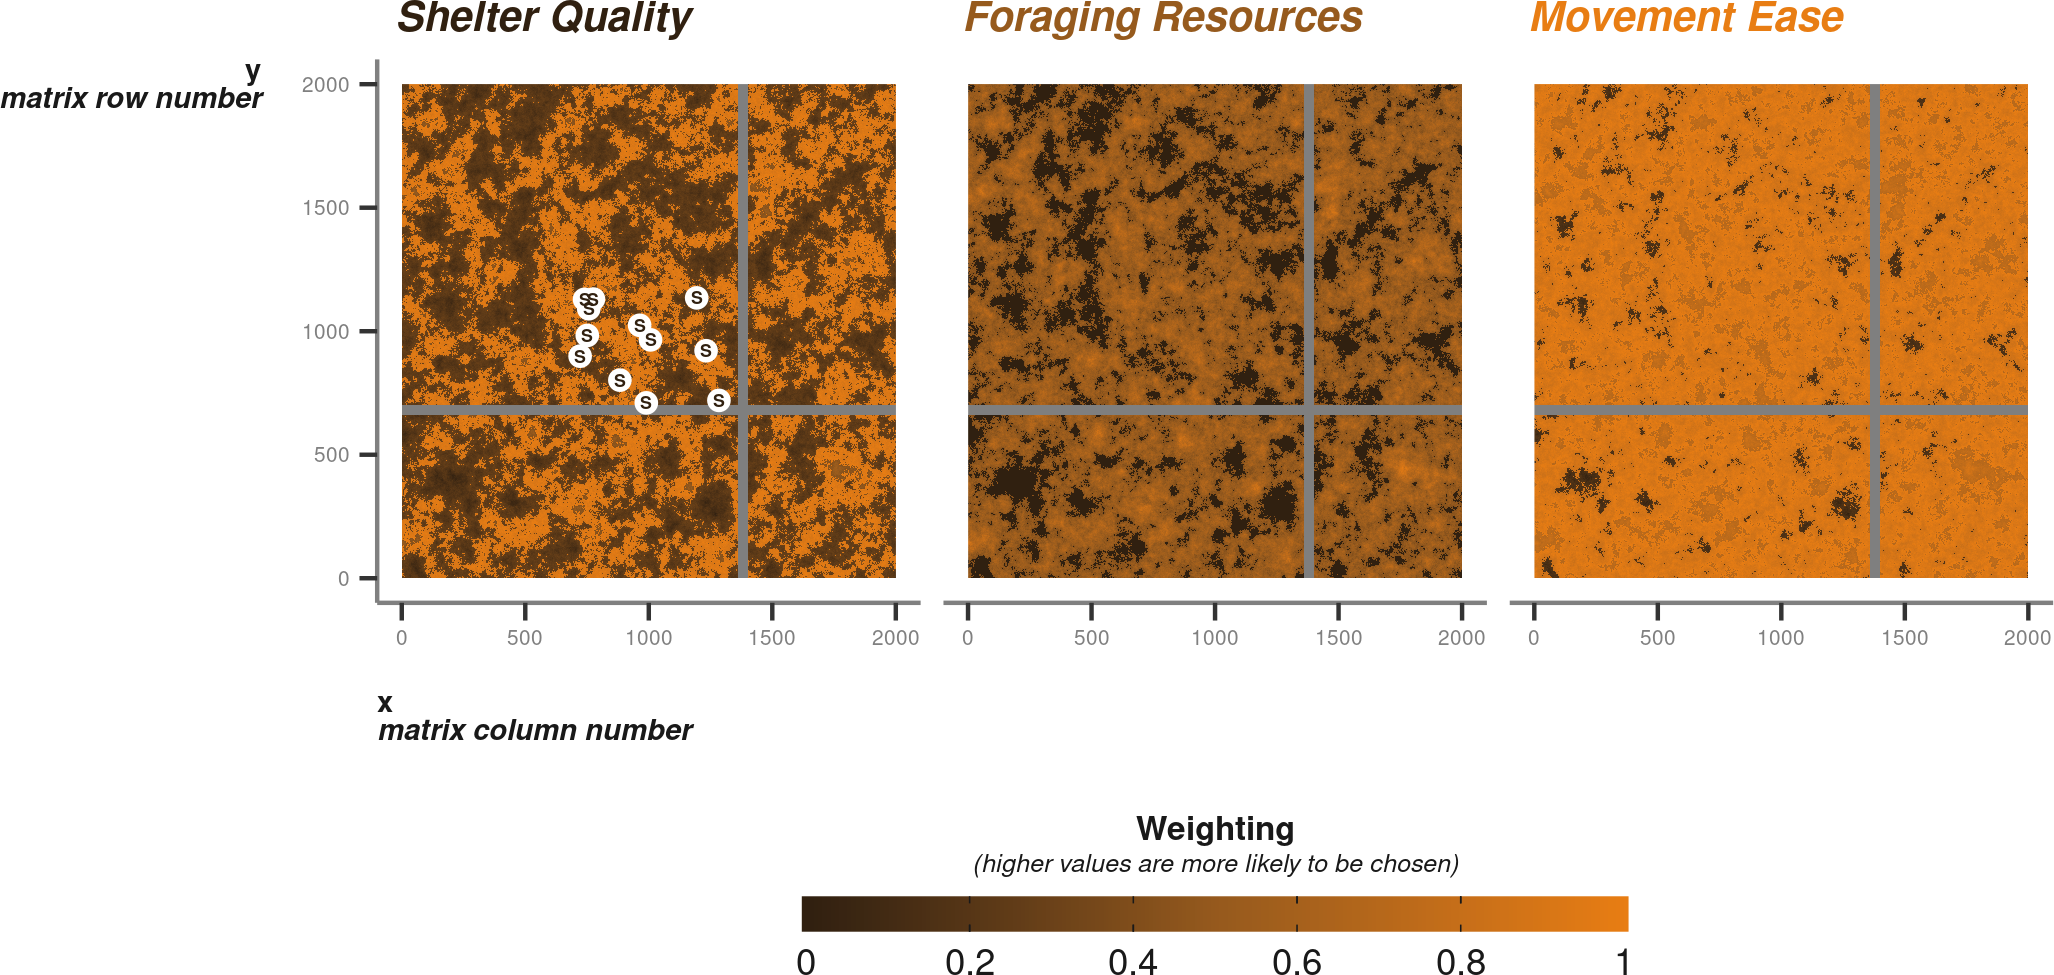 Shelter Quality
Foraging Resources
Movement Ease
y
matrix row number
2000
1500
1000
500
0
S
S
S
S
S
S
S
S
S
S
S
S
0 500 1000 1500 2000
0 500 1000 1500 2000
0 500 1000 1500 2000
x
matrix column number
Weighting
(higher values are more likely to be chosen)
0 0.2 0.4 0.6 0.8 1